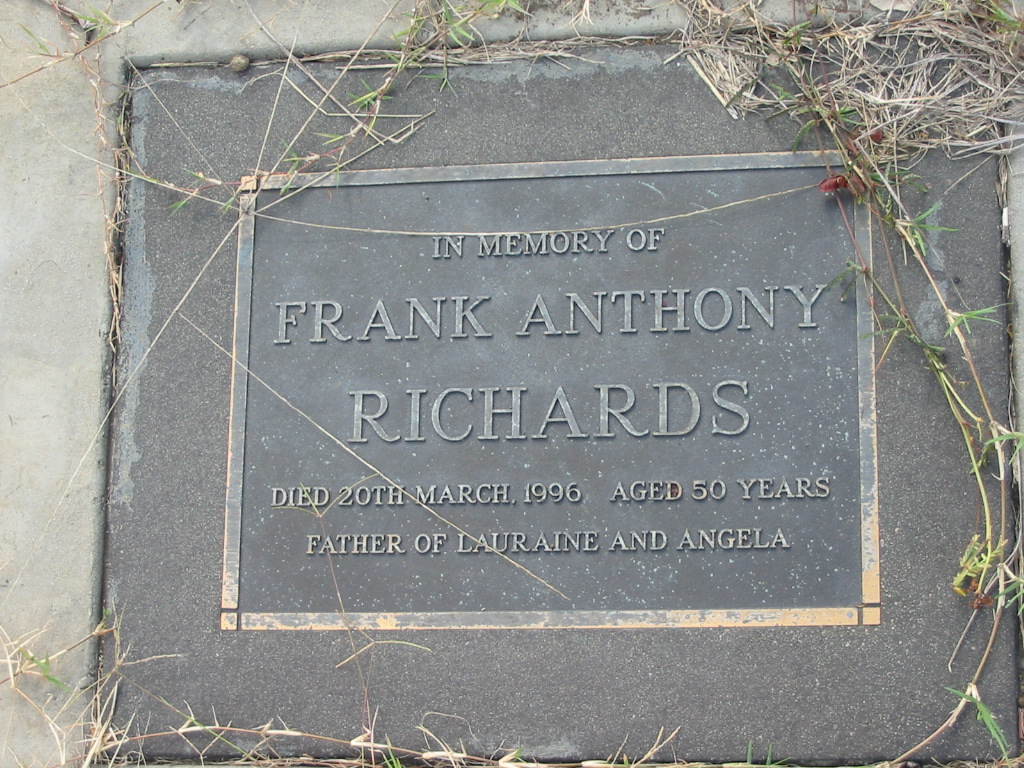 IN MEMORY OF
FRANK ANTHONY
RICHARDS
DIED 20TH MARCH, 1996 AGED 50 YEARS
FATHER OF LAURAINE AND ANGELA